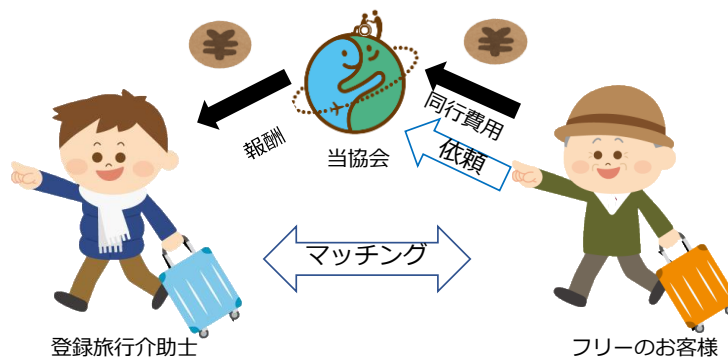 ¥
¥
同行費用
依頼
報酬
当協会
マッチング
登録旅行介助士
フリーのお客様